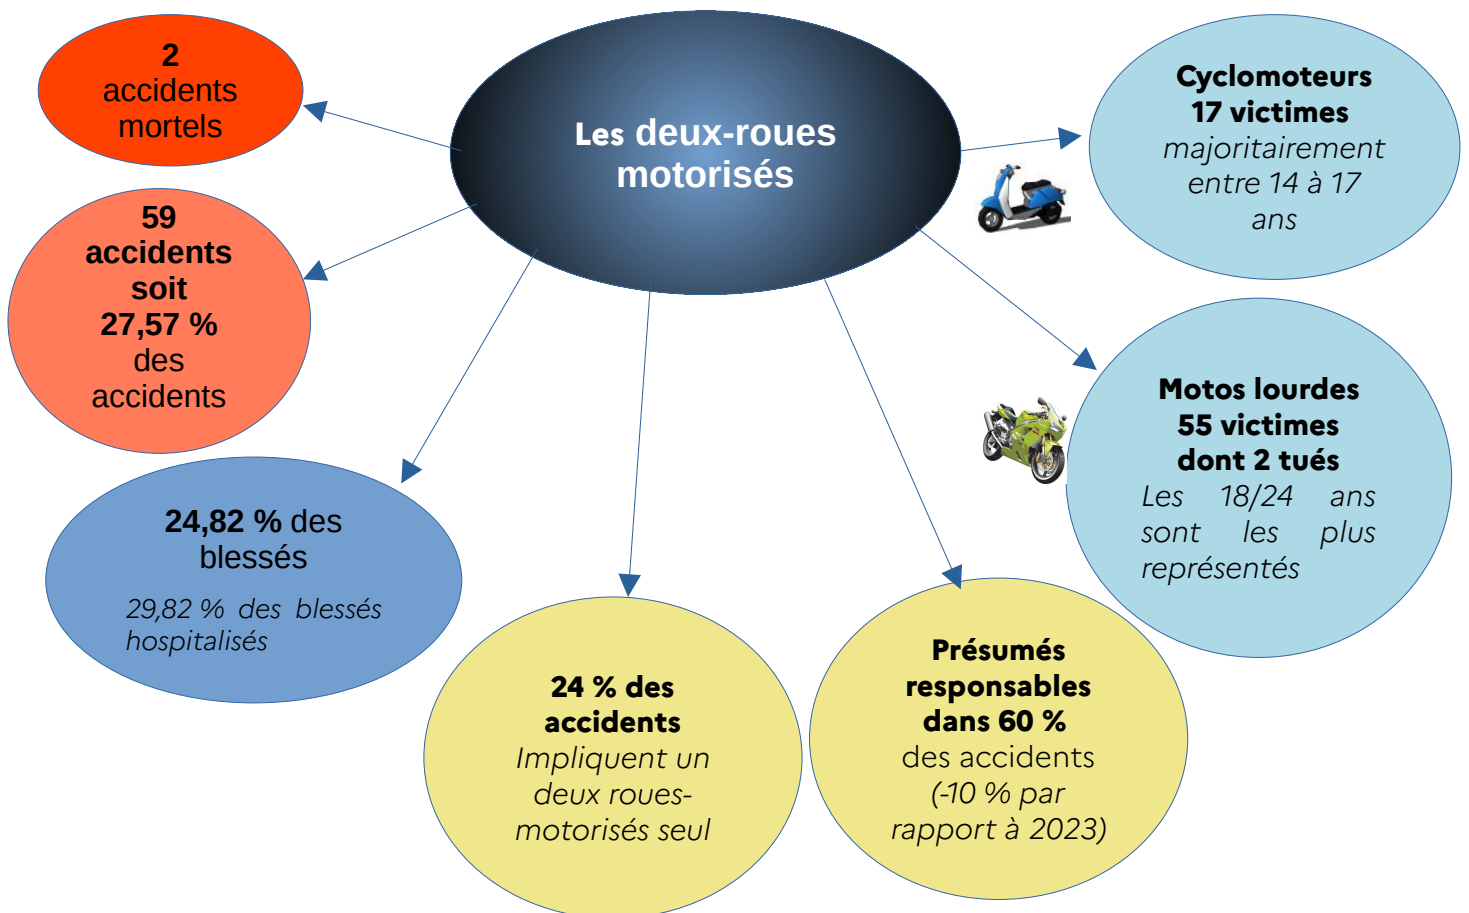 Les deux-roues
motorisés
2
accidents
mortels
59
accidents
soit
27,57 %
des
accidents
24,82 % des
blessés
29,82 % des blessés
hospitalisés
24 % des
accidents
Impliquent un
deux roues-
motorisés seul
Présumés
responsables
dans 60 %
des accidents
(-10 % par
rapport à 2023)
Motos lourdes
55 victimes
dont 2 tués
Les 18/24 ans
sont les plus
représentés
Cyclomoteurs
17 victimes
majoritairement
entre 14 à 17
ans